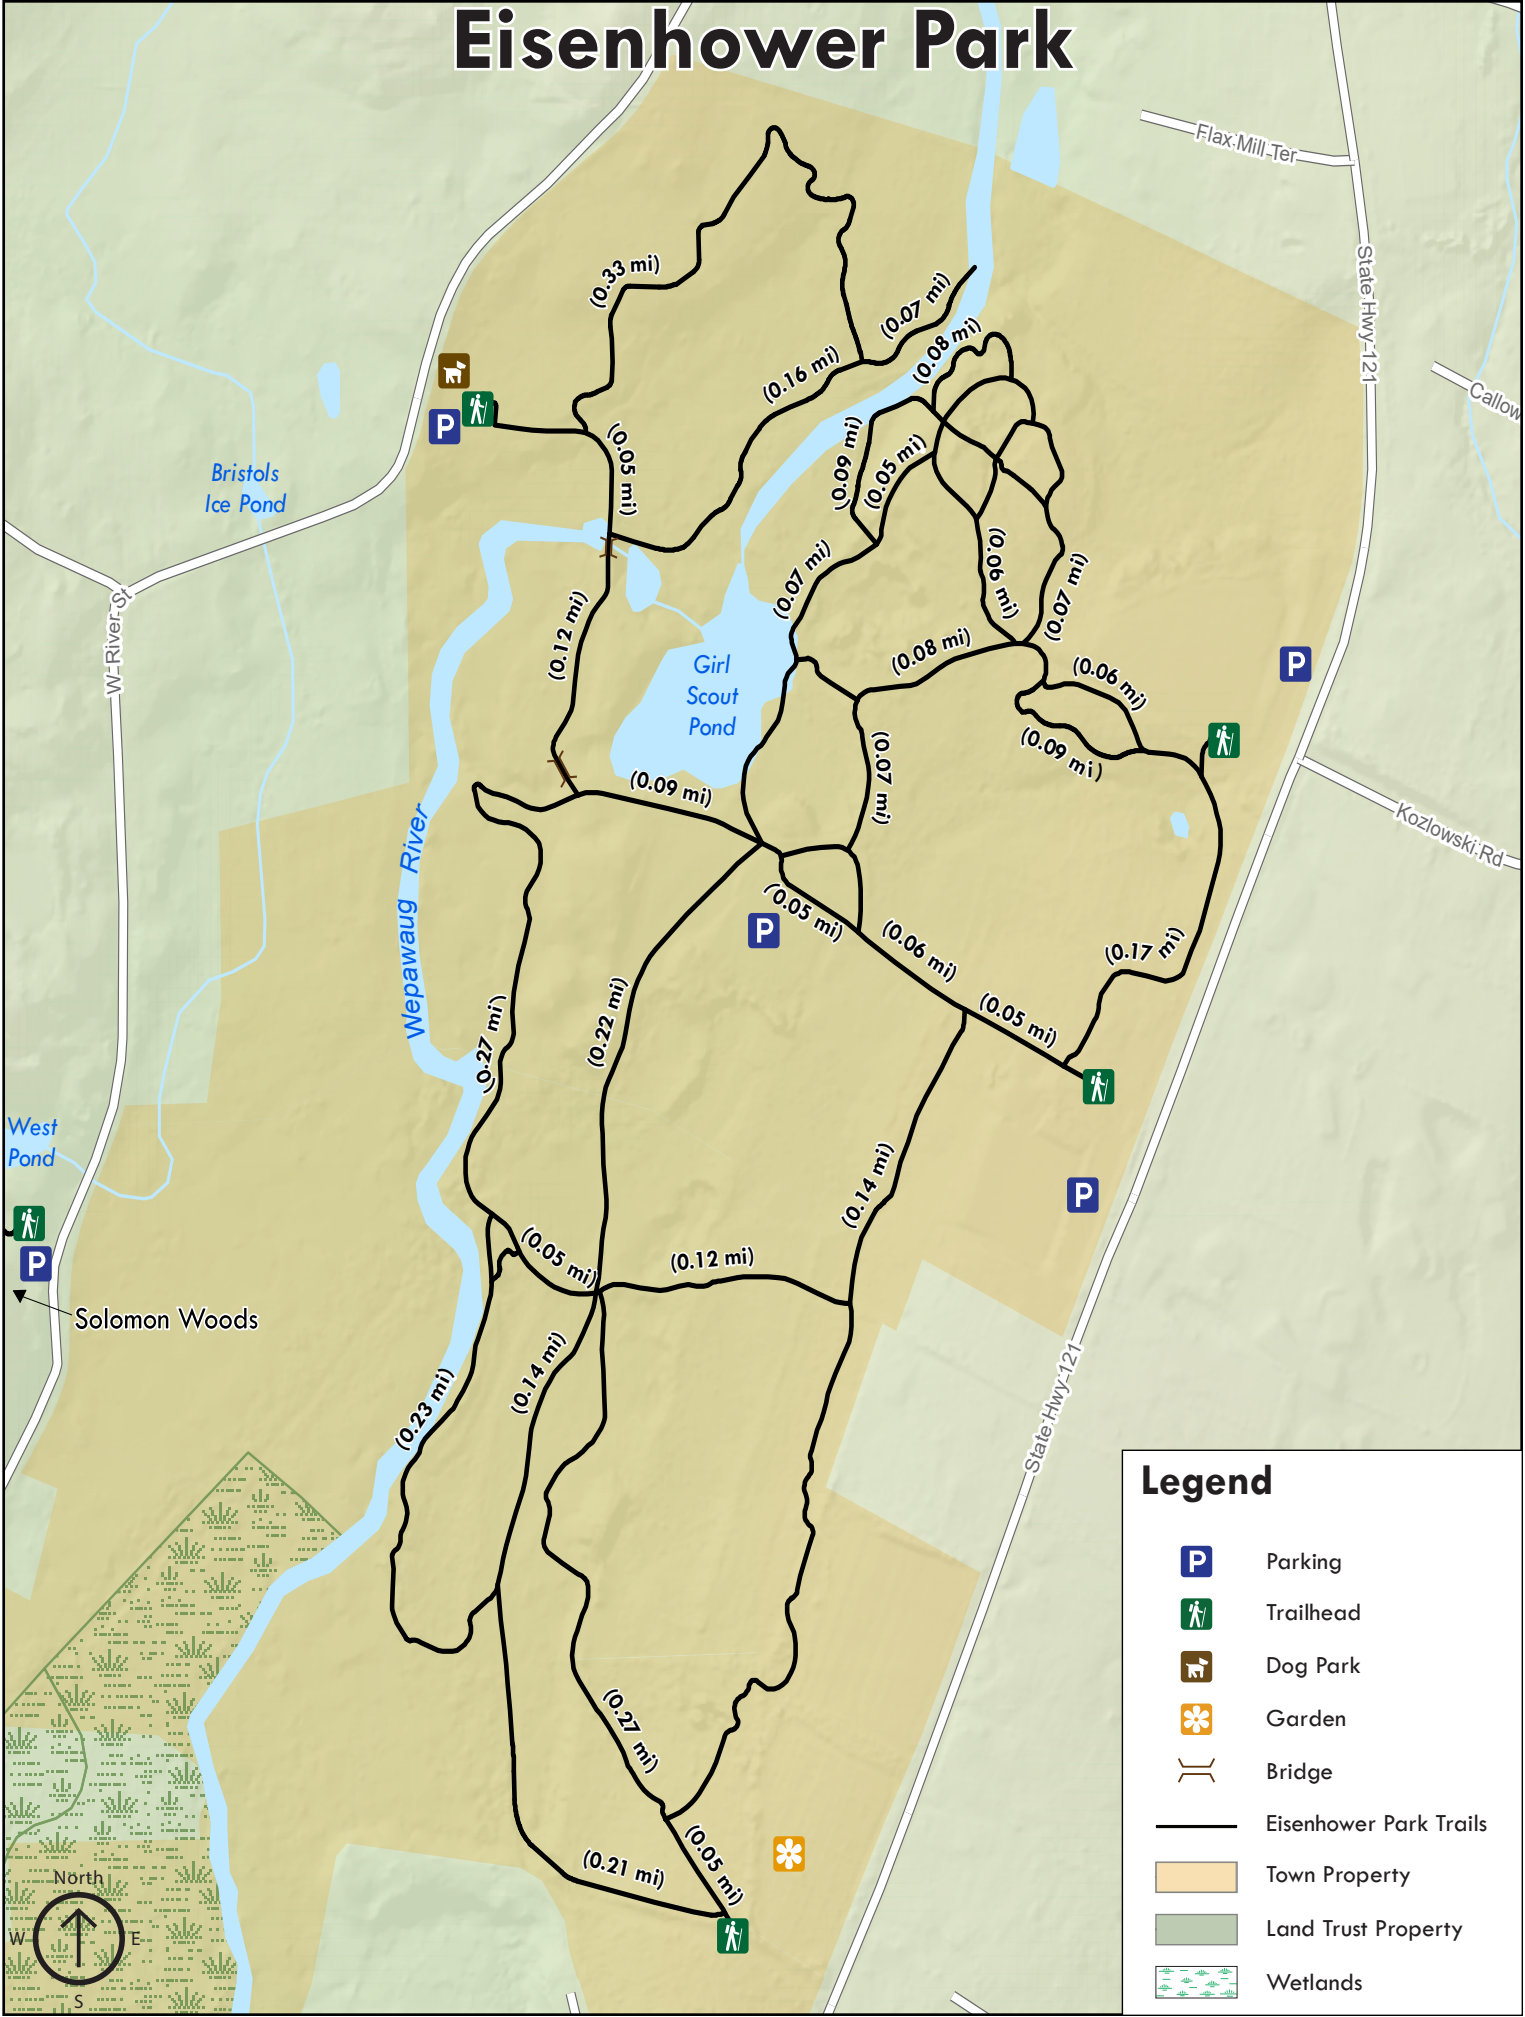 Eisenhower Park
Flax Mill Ter
State Hwy 121
(0.33 mi)
(0.07 mi)
(0.08 mi)
(0.16 mi)
Callow
P
(0.05 mi)
(0.09 mi)
(0.05 mi)
Bristols
Ice Pond
W River St
(0.12 mi)
(0.07 mi)
(0.06 mi)
(0.07 mi)
(0.08 mi)
Girl
Scout
Pond
(0.06 mi)
P
(0.09 mi)
(0.07 mi)
(0.09 mi)
Kozlowski Rd
Wepawaug River
(0.05 mi)
P
(0.06 mi)
(0.17 mi)
(0.05 mi)
(0.22 mi)
(0.27 mi)
West
Pond
(0.14 mi)
P
P
(0.05 mi)
(0.12 mi)
Solomon Woods
(0.14 mi)
(0.23 mi)
State Hwy 121
(0.27 mi)
(0.05 mi)
(0.21 mi)
North
W
E
S
Legend
P Parking
Trailhead
Dog Park
Garden
Bridge
Eisenhower Park Trails
Town Property
Land Trust Property
Wetlands